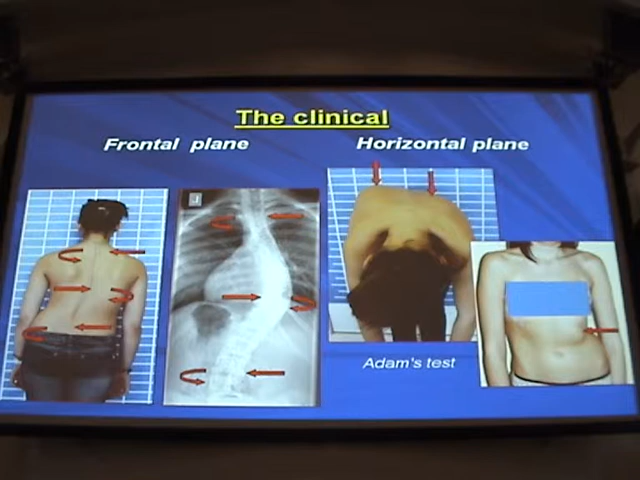 The clinical
Frontal plane
Horizontal plane
J
Adam's test